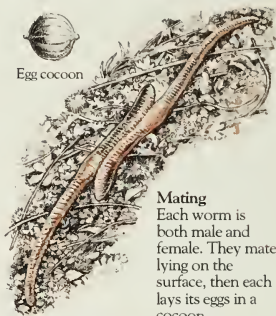 Egg cocoon
Mating
Each worm is
both male and
female. They mate
lying on the
surface, then each
lays its eggs in a
cocoon